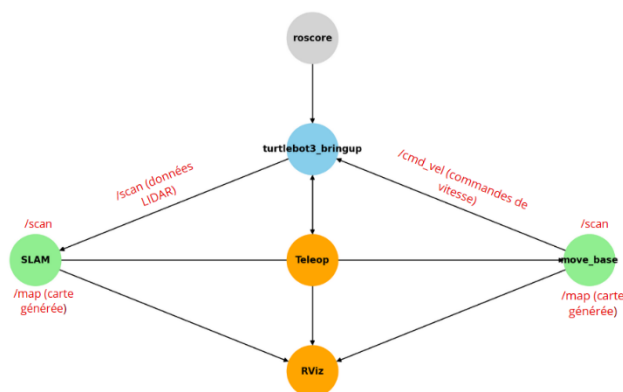 roscore
turtlebot3_bringup
/scan (données
LIDAR)
/cmd_vel (commandes de
vitesse)
/scan
/scan
SLAM
Teleop
move_base
/map (carte
générée)
/map (carte
générée)
RViz